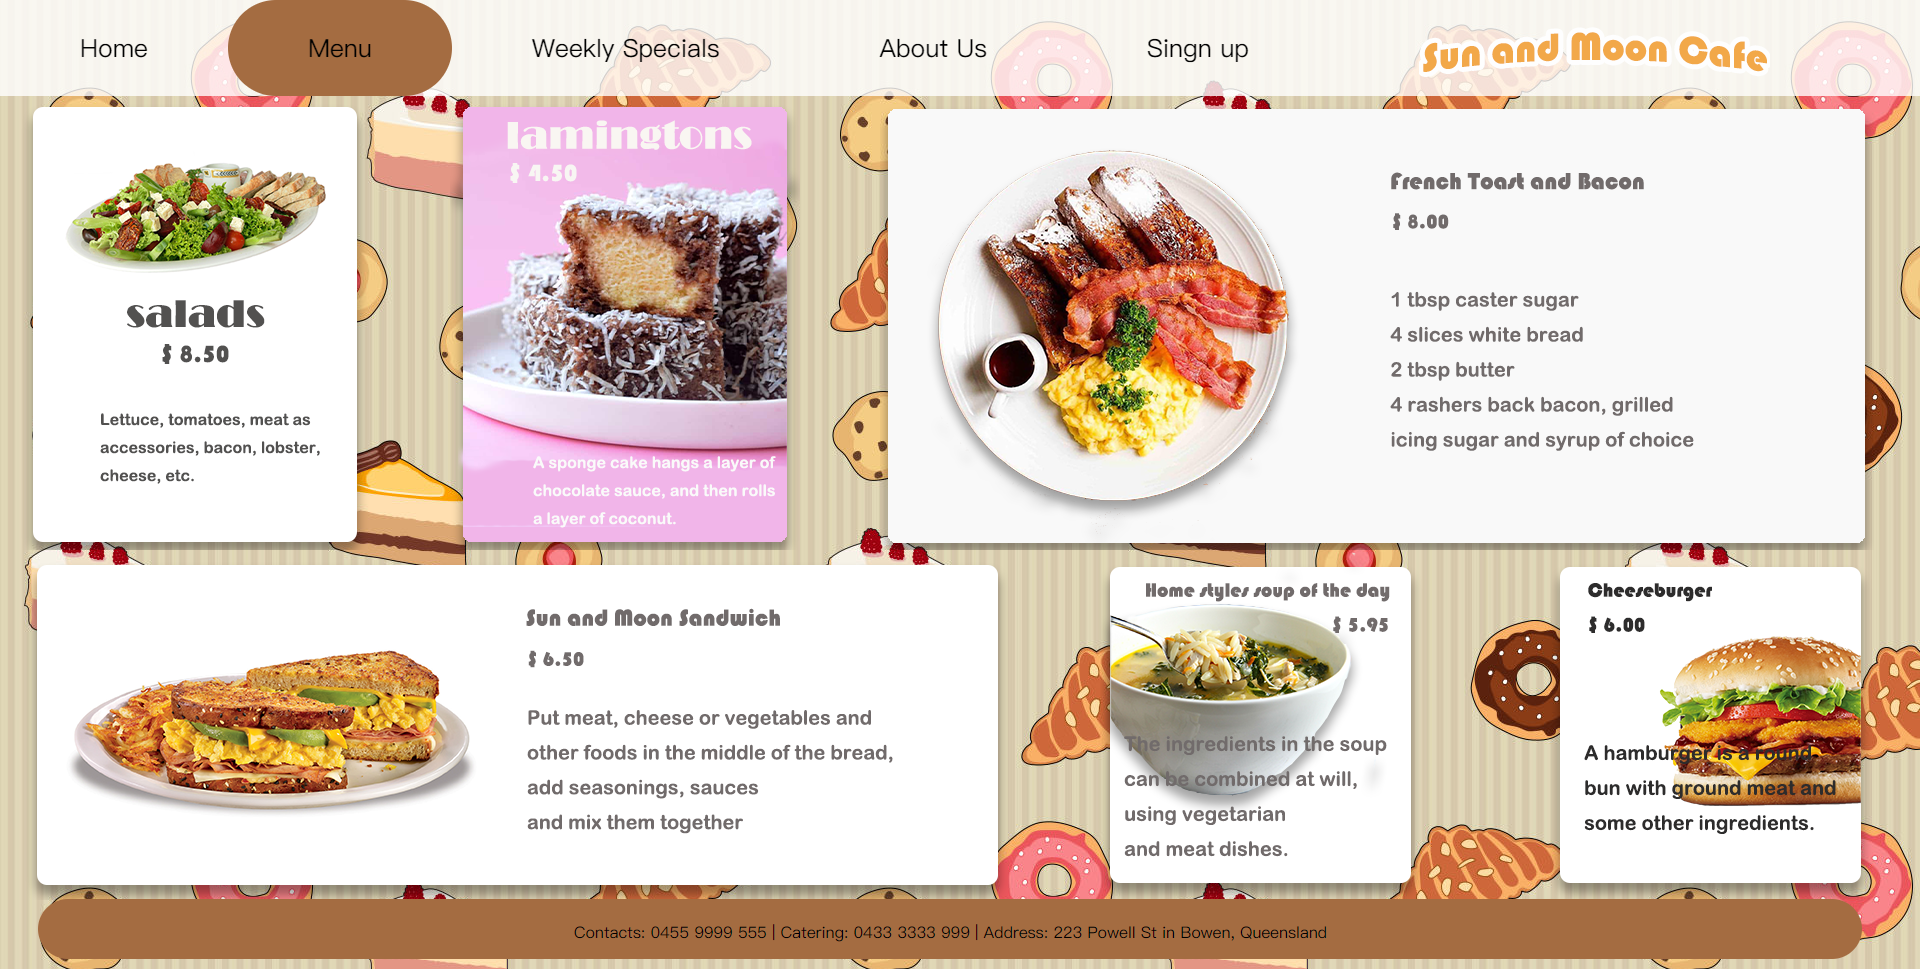 Home
Menu
Weekly Specials
About Us
Singn up
Sun and Moon Cafe
salads
$ 8.50
Lettuce, tomatoes, meat as
accessories, bacon, lobster,
cheese, etc.
lamingtons
$ 4.50
A sponge cake hangs a layer of
chocolate sauce, and then rolls
a layer of coconut.
French Toast and Bacon
$ 8.00
1 tbsp caster sugar
4 slices white bread
2 tbsp butter
4 rashers back bacon, grilled
icing sugar and syrup of choice
Sun and Moon Sandwich
$ 6.50
Put meat, cheese or vegetables and
other foods in the middle of the bread,
add seasonings, sauces
and mix them together
Home styles soup of the day
$ 5.95
The ingredients in the soup
can be combined at will,
using vegetarian
and meat dishes.
Cheeseburger
$ 6.00
A hamburger is a round
bun with ground meat and
some other ingredients.
Contacts: 0455 9999 555 | Catering: 0433 3333 999 | Address: 223 Powell St in Bowen, Queensland